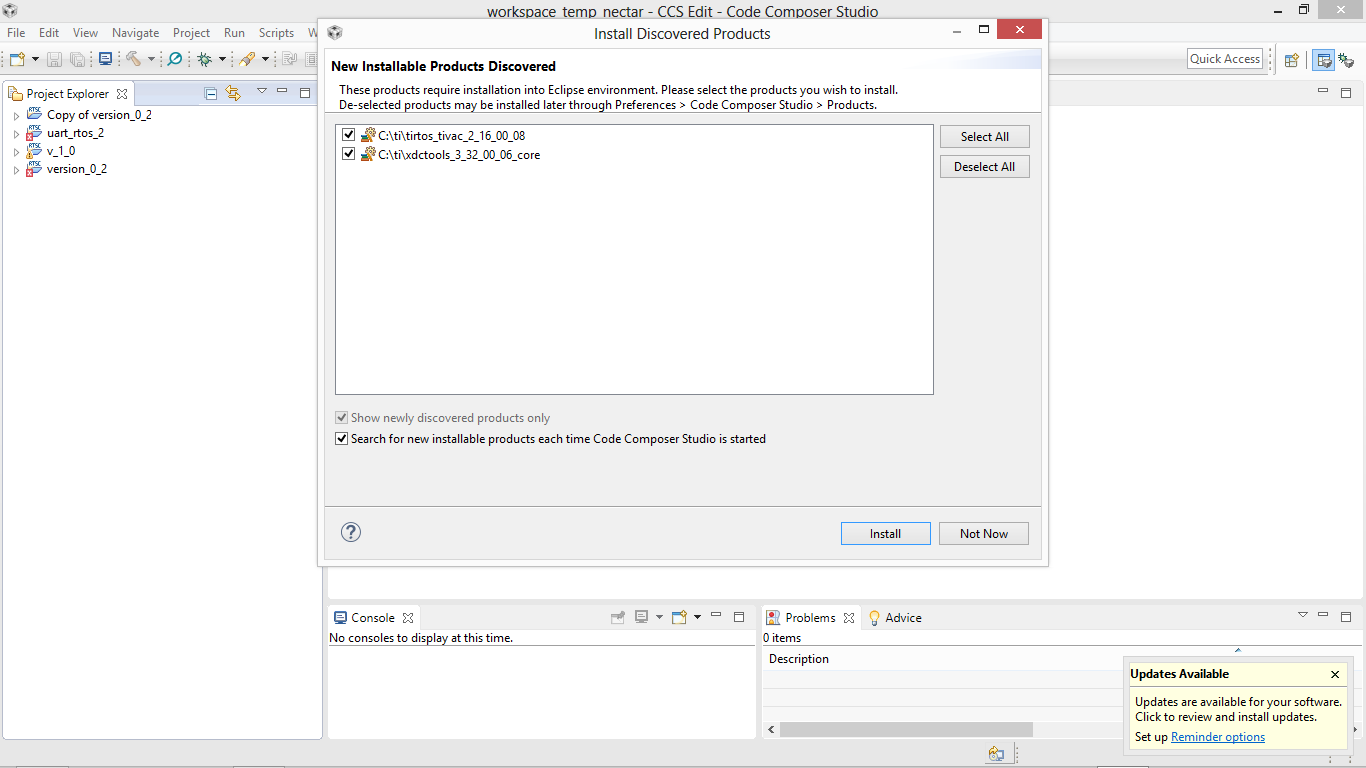 workspace_temp_nectar - CCS Edit - Code Composer Studio
File Edit View Navigate Project Run Scripts W
Quick Access
Install Discovered Products
New Installable Products Discovered
These products require installation into Eclipse environment. Please select the products you wish to install.
De-selected products may be installed later through Preferences > Code Composer Studio > Products.
C:\ti\tirtos_tivac_2_16_00_08
C:\ti\xdctools_3_32_00_06_core
Select All
Deselect All
Show newly discovered products only
Search for new installable products each time Code Composer Studio is started
? Install Not Now
Project Explorer
RTSC Copy of version_0_2
RTSC uart_rtos_2
RTSC v_1_0
RTSC version_0_2
Console
No consoles to display at this time.
Problems Advice
0 items
Description
Updates Available
Updates are available for your software.
Click to review and install updates.
Set up Reminder options